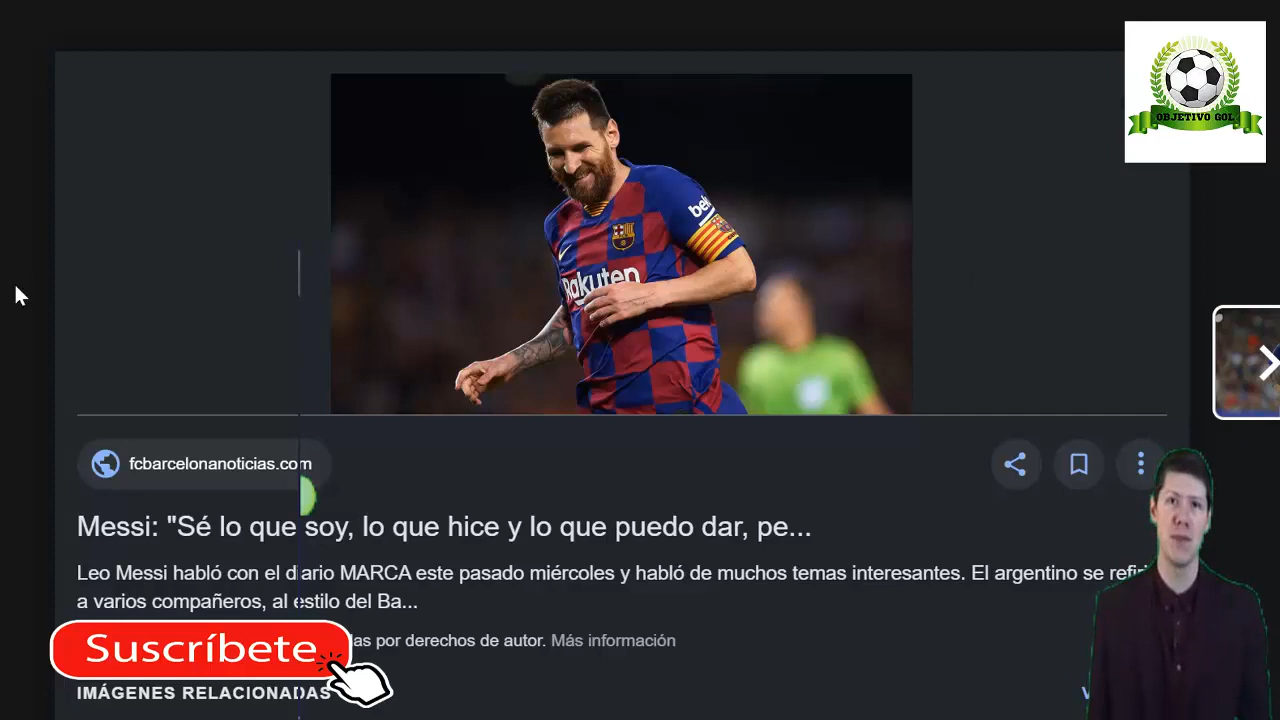 OBJETIVO GOL
beko
Rakuten
fcbarcelonanoticias.com
Messi: "Sé lo que soy, lo que hice y lo que puedo dar, pe...
Leo Messi habló con el diario MARCA este pasado miércoles y habló de muchos temas interesantes. El argentino se refiri
a varios compañeros, al estilo del Ba...
las por derechos de autor. Más información
Suscríbete
IMÁGENES RELACIONADAS
V